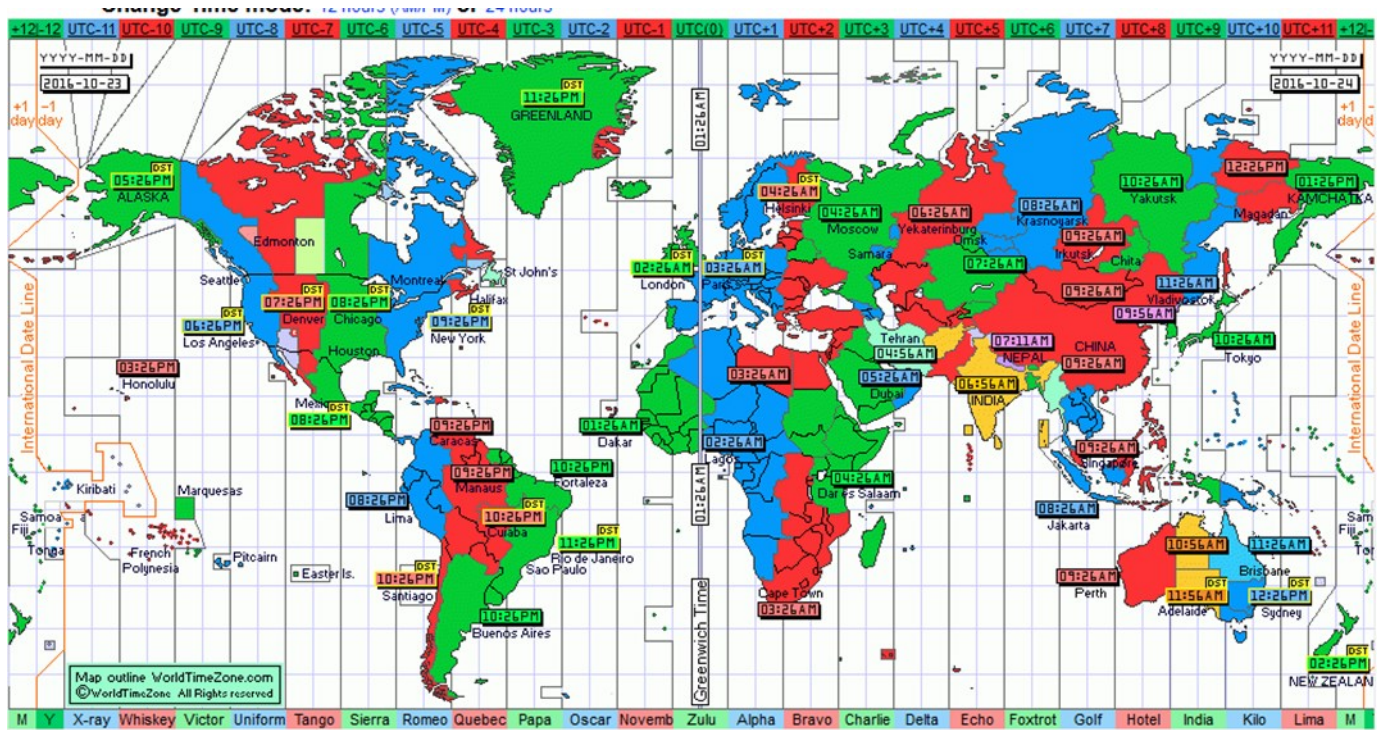 Change Time mode: 12 hours (AM/PM) or 24 hours
+12|-12 UTC-11 UTC-10 UTC-9 UTC-8 UTC-7 UTC-6 UTC-5 UTC-4 UTC-3 UTC-2 UTC-1 UTC(0) UTC+1 UTC+2 UTC+3 UTC+4 UTC+5 UTC+6 UTC+7 UTC+8 UTC+9 UTC+10 UTC+11 +12|-
YYYY-MM-DD
2016-10-23
YYYY-MM-DD
2016-10-24
+1 -1
day day
+1
day
DST
11:26PM
GREENLAND
01:26AM
DST
05:26PM
ALASKA
DST
04:26AM
Helsinki
04:26AM
Moscow
06:26AM
Yekaterinburg
Omsk
08:26AM
Krasnogarsk
10:26AM
Yakutsk
12:26PM
Magadan
01:26PM
KAMCHATKA
Edmonton
09:26AM
Irkutsk
Chita
Samara
07:26AM
Seattle
Montreal
St John's
Halifax
DST
02:26AM
London
DST
03:26AM
Paris
DST
07:26PM
Denver
DST
08:26PM
Chicago
09:26AM
11:26AM
Vladivostok
09:56AM
DST
06:26PM
Los Angeles
DST
09:26PM
New York
Houston
Tehran
04:56AM
07:11AM
NEPAL
CHINA
09:26AM
10:26AM
Tokyo
03:26PM
Honolulu
03:26AM
05:26AM
Dubai
06:56AM
INDIA
International Date Line
International Date Line
DST
08:26PM
09:26PM
Caracas
01:26AM
Dakar
02:26AM
Lagos
09:26AM
Singapore
09:26PM
Manaus
10:26PM
Fortaleza
04:26AM
Dar es Salaam
01:26AM
Kiribati
Marquesas
08:26PM
Lima
DST
10:26PM
Cuiaba
08:26AM
Jakarta
Samoa
Fiji
Tonga
French
Polynesia
Pitcairn
DST
11:26PM
Rio de Janeiro
Sao Paulo
10:56AM
11:26AM
Brisbane
Easter Is.
DST
10:26PM
Santiago
09:26AM
Perth
DST
11:56AM
Adelaide
DST
12:26PM
Sydney
Cape Town
03:26AM
10:26PM
Buenos Aires
Greenwich Time
DST
02:26PM
NEW ZEALAN
Map outline WorldTimeZone.com
©WorldTimeZone All Rights reserved
M Y X-ray Whiskey Victor Uniform Tango Sierra Romeo Quebec Papa Oscar Novemb Zulu Alpha Bravo Charlie Delta Echo Foxtrot Golf Hotel India Kilo Lima M